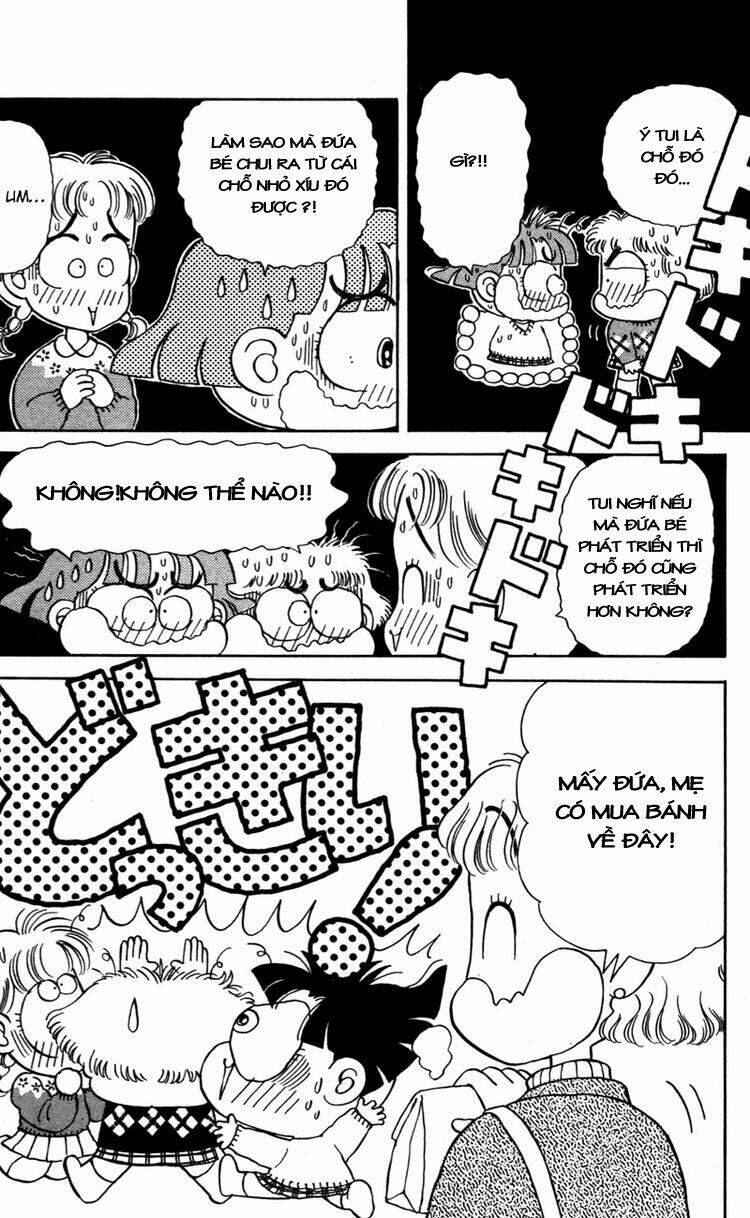 Ý TUI LÀ
CHỖ ĐÓ
ĐÓ...
GÌ?!!
ドキドキ
ドキドキ
LÀM SAO MÀ ĐỨA
BÉ CHUI RA TỪ CÁI
CHỖ NHỎ XÍU ĐÓ
ĐƯỢC ?!
UM...
TUI NGHĨ NẾU
MÀ ĐỨA BÉ
PHÁT TRIỂN THÌ
CHỖ ĐÓ CŨNG
PHÁT TRIỂN
HƠN KHÔNG?
KHÔNG!KHÔNG THỂ NÀO!!
どっきい!
MẤY ĐỨA, MẸ
CÓ MUA BÁNH
VỀ ĐÂY!